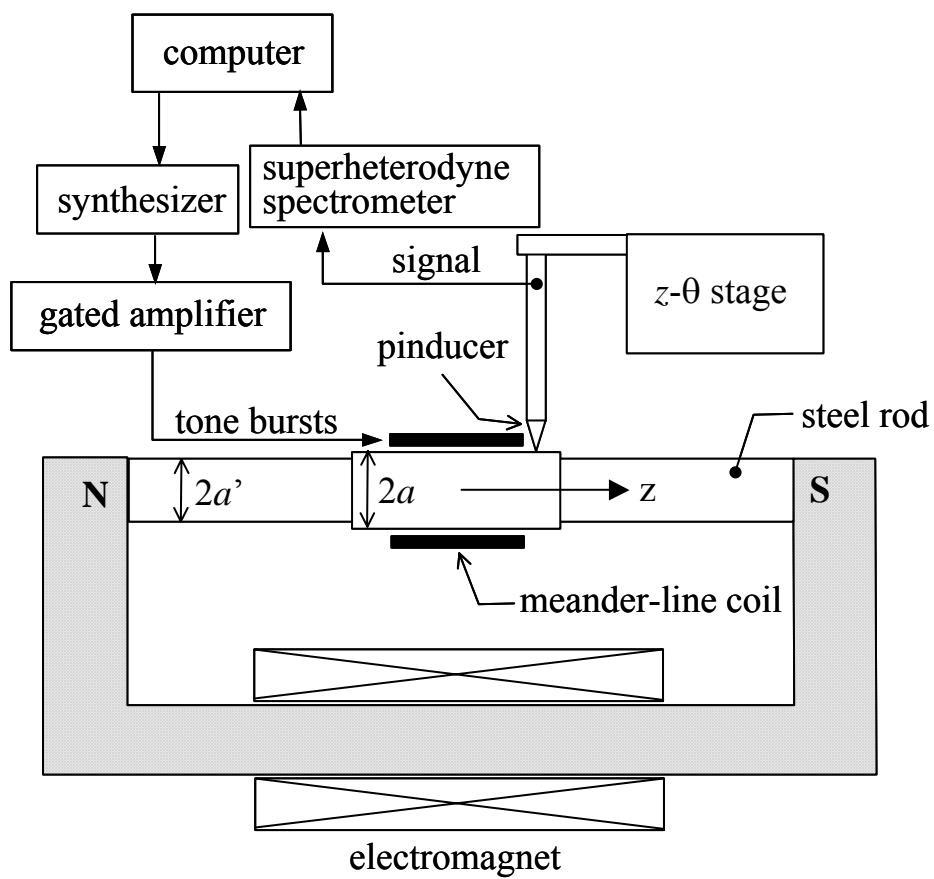 computer
superheterodyne
spectrometer
synthesizer
signal
z-θ stage
gated amplifier
pinducer
tone bursts
steel rod
N
2a’
2a
z
S
meander-line coil
electromagnet